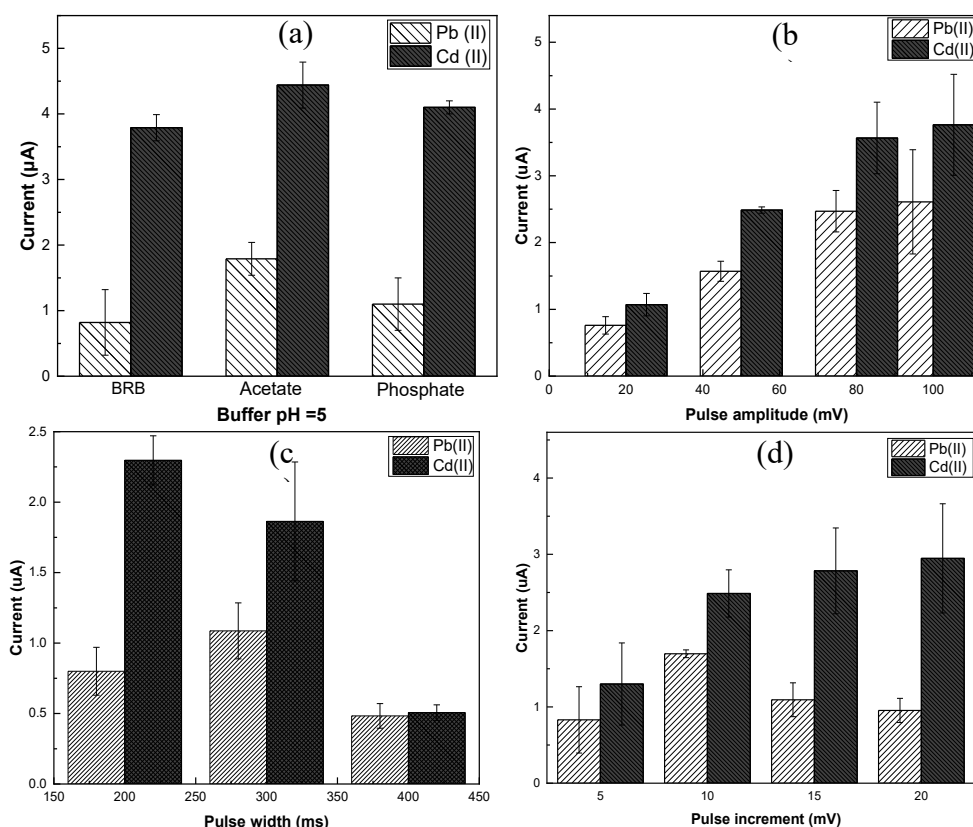 (a)
Pb (II)
Cd (II)
5
4
3
2
1
0
Currrent (µA)
BRB Acetate Phosphate
Buffer pH =5
(b)
Pb(II)
Cd(II)
5
4
3
2
1
0
Current (uA)
0 20 40 60 80 100
Pulse amplitude (mV)
(c
Pb(II)
Cd(II)
2.5
2.0
1.5
1.0
0.5
0.0
Current (uA)
150 200 250 300 350 400 450
Pulse width (ms)
(d)
Pb(II)
Cd(II)
4
3
2
1
0
Current (uA)
5 10 15 20
Pulse increment (mV)